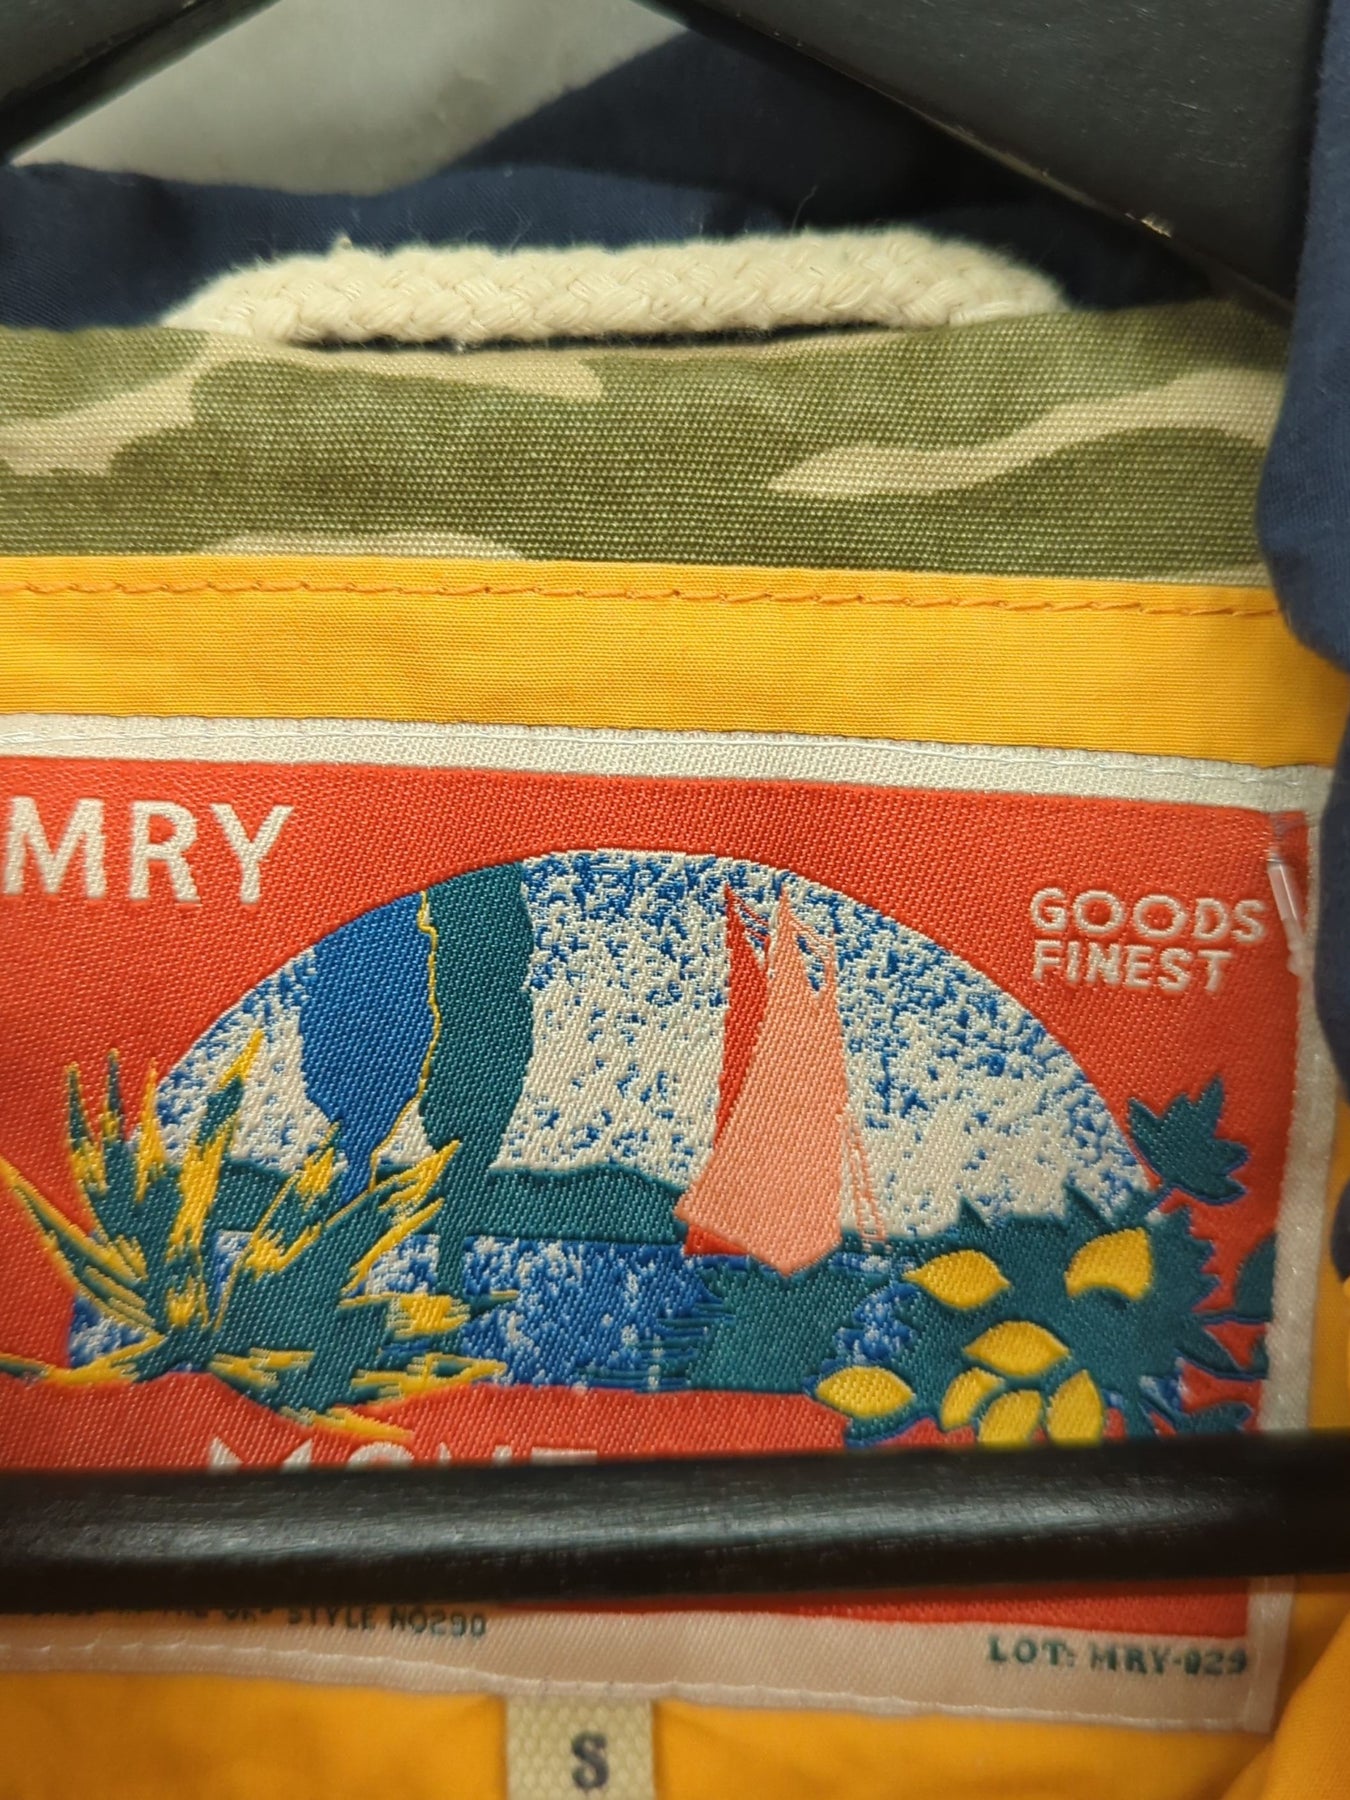 MRY
GOODS
FINEST
STYLE NO290
LOT: MRY-029
S